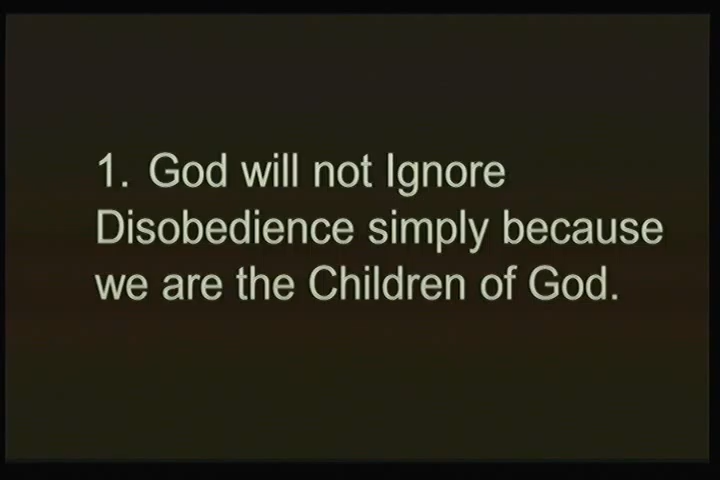 1. God will not Ignore
Disobedience simply because
we are the Children of God.